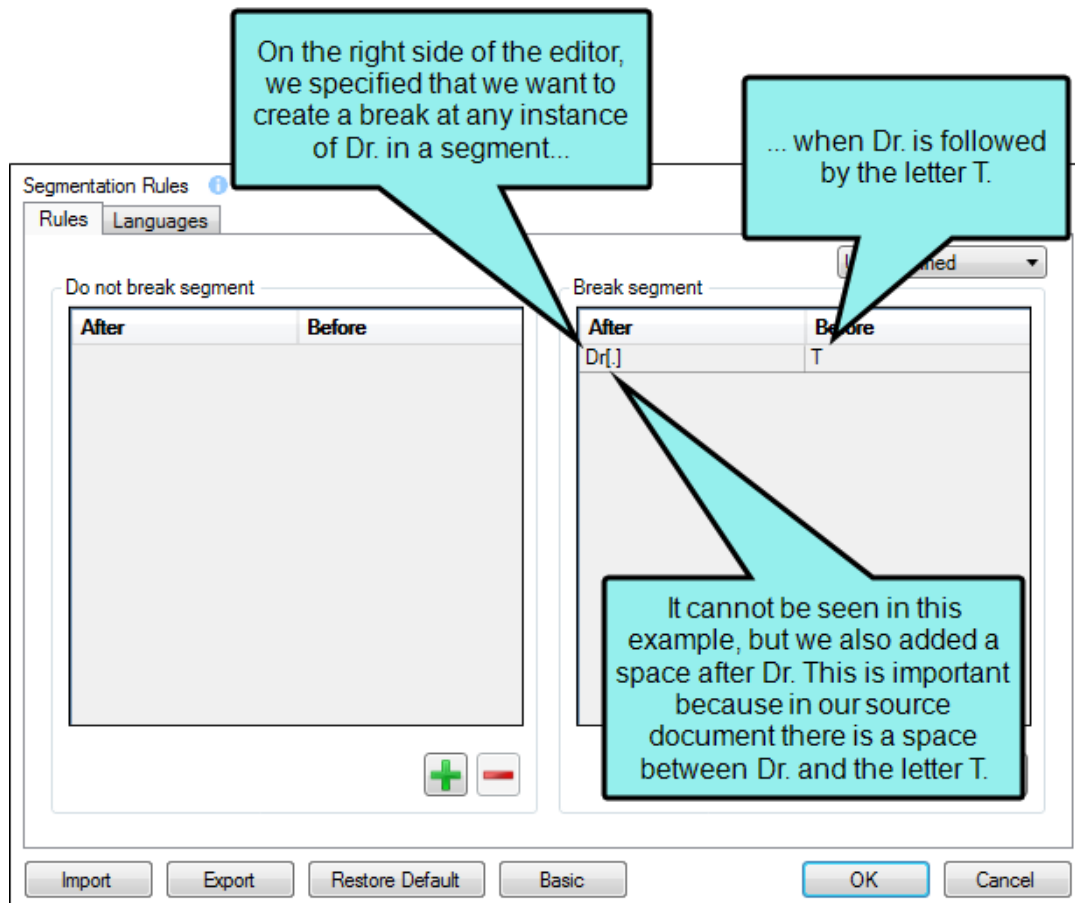 On the right side of the editor,
we specified that we want to
create a break at any instance
of Dr. in a segment...
... when Dr. is followed
by the letter T.
Segmentation Rules
Rules Languages
Do not break segment
Break segment
After Before
After Before
Dr[.] T
It cannot be seen in this
example, but we also added a
space after Dr. This is important
because in our source
document there is a space
between Dr. and the letter T.
Import Export Restore Default Basic OK Cancel